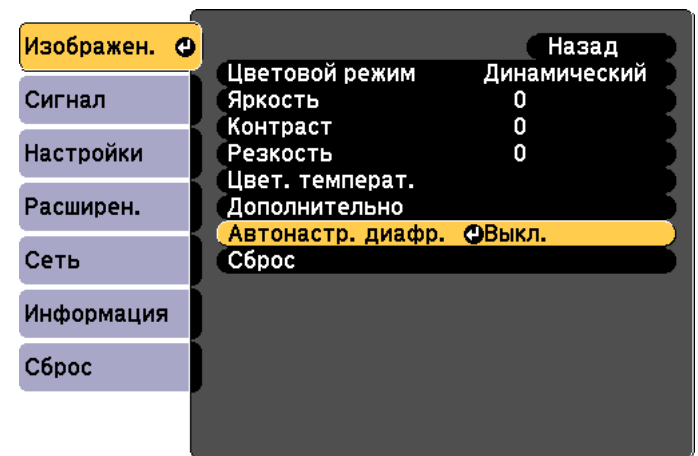 Изображен.
Сигнал
Настройки
Расширен.
Сеть
Информация
Сброс
Назад
Цветовой режим Динамический
Яркость 0
Контраст 0
Резкость 0
Цвет. температ.
Дополнительно
Автонастр. диафр. Выкл.
Сброс